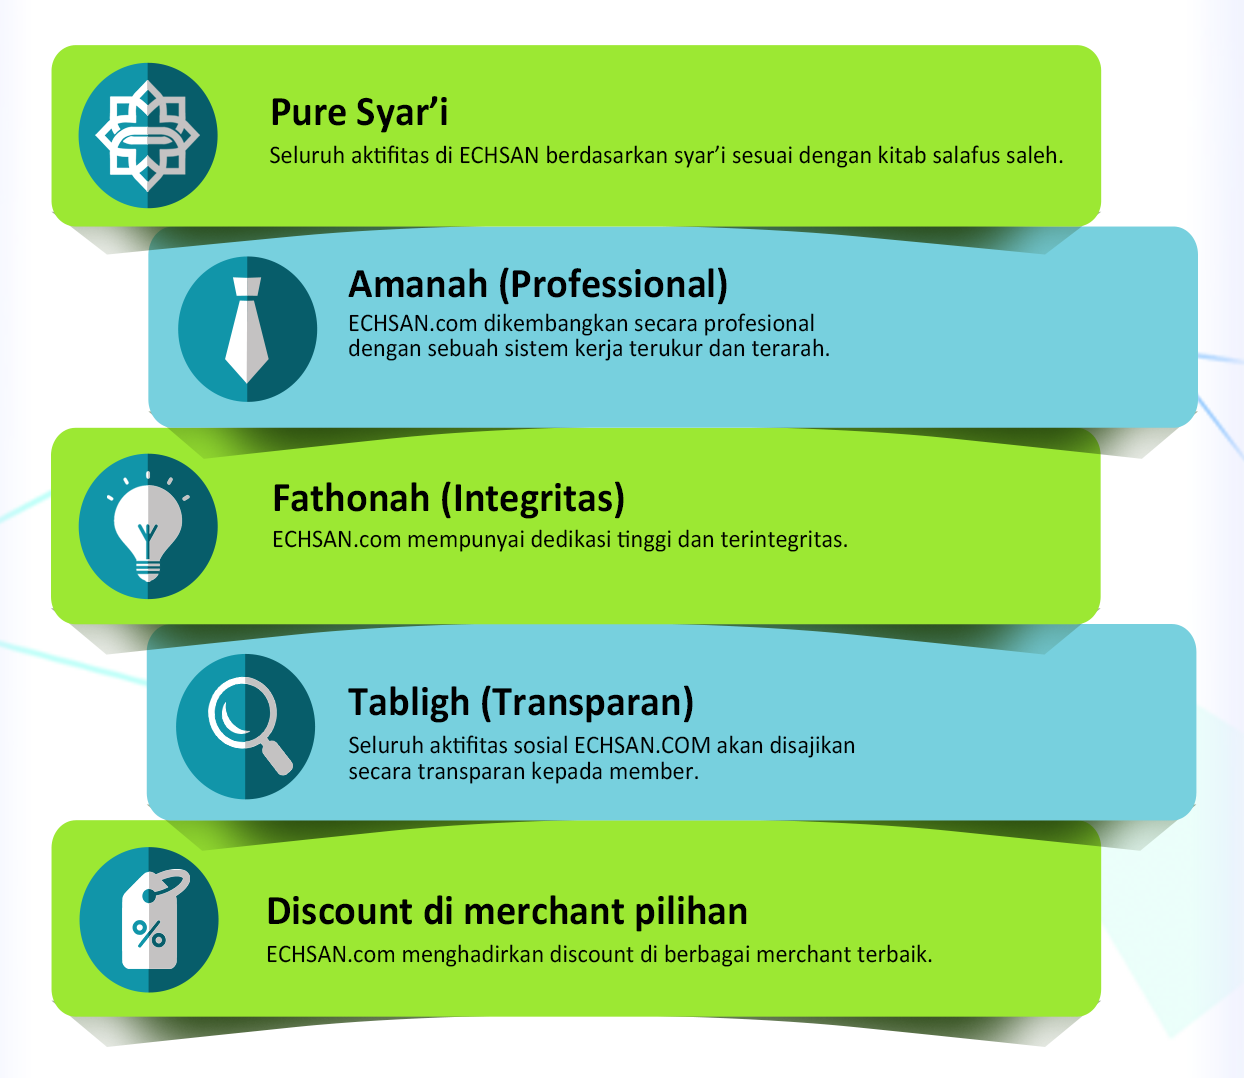 Pure Syar’i
Seluruh aktifitas di ECHSAN berdasarkan syar’i sesuai dengan kitab salafus saleh.
Amanah (Professional)
ECHSAN.com dikembangkan secara profesional
dengan sebuah sistem kerja terukur dan terarah.
Fathonah (Integritas)
ECHSAN.com mempunyai dedikasi tinggi dan terintegritas.
Tabligh (Transparan)
Seluruh aktifitas sosial ECHSAN.COM akan disajikan
secara transparan kepada member.
%
Discount di merchant pilihan
ECHSAN.com menghadirkan discount di berbagai merchant terbaik.